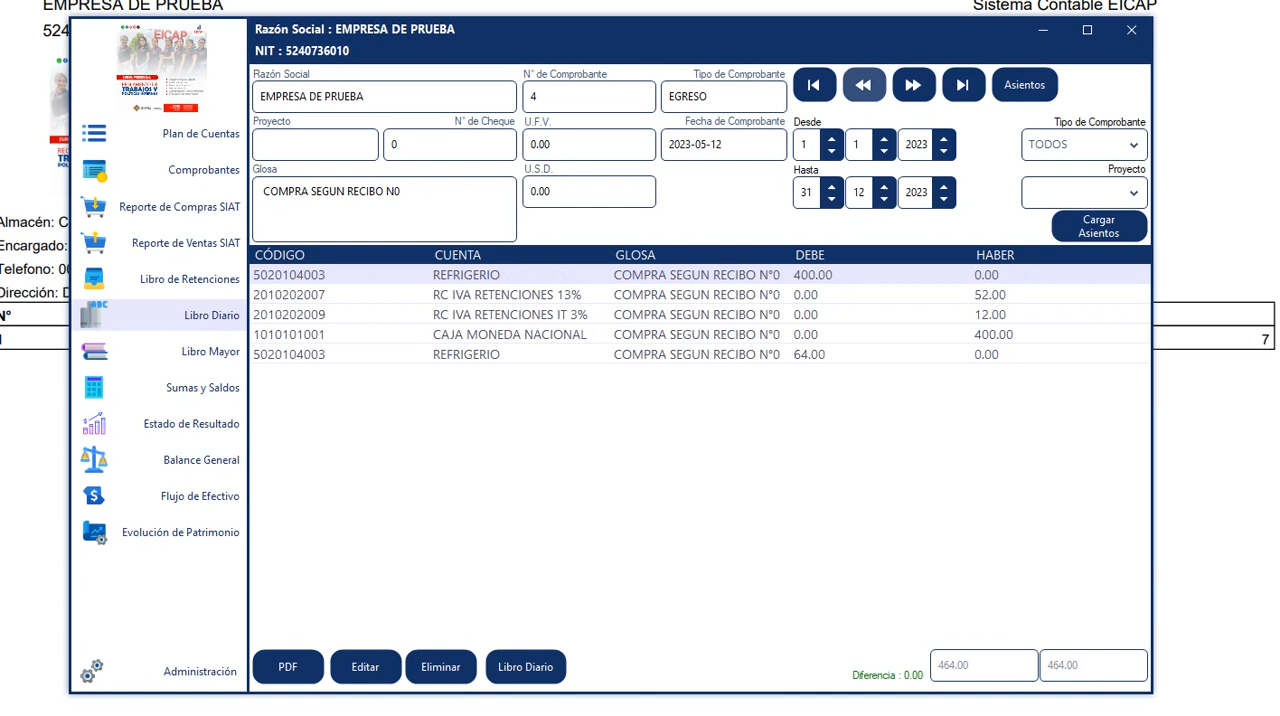 EMPRESA DE PRUEBA
Sistema Contable EICAP
524
Razón Social : EMPRESA DE PRUEBA
NIT : 5240736010
EICAP
TRABAJOS Y
Razón Social
N° de Comprobante
Tipo de Comprobante
EMPRESA DE PRUEBA
4
EGRESO
Asientos
Proyecto
N° de Cheque
U.F.V.
Fecha de Comprobante
Desde
Tipo de Comprobante
0
0.00
2023-05-12
1
1
2023
TODOS
Glosa
U.S.D.
Hasta
Proyecto
COMPRA SEGUN RECIBO N0
0.00
31
12
2023
Cargar
Asientos
Plan de Cuentas
Comprobantes
Reporte de Compras SIAT
Reporte de Ventas SIAT
Libro de Retenciones
Libro Diario
Libro Mayor
Sumas y Saldos
Estado de Resultado
Balance General
Flujo de Efectivo
Evolución de Patrimonio
Administración
Almacén: C
Encargado:
Telefono: 00
Dirección: D
N°
7
CÓDIGO CUENTA GLOSA DEBE HABER
5020104003 REFRIGERIO COMPRA SEGUN RECIBO N°0 400.00 0.00
2010202007 RC IVA RETENCIONES 13% COMPRA SEGUN RECIBO N°0 0.00 52.00
2010202009 RC IVA RETENCIONES IT 3% COMPRA SEGUN RECIBO N°0 0.00 12.00
1010101001 CAJA MONEDA NACIONAL COMPRA SEGUN RECIBO N°0 0.00 400.00
5020104003 REFRIGERIO COMPRA SEGUN RECIBO N°0 64.00 0.00
PDF
Editar
Eliminar
Libro Diario
Diferencia : 0.00
464.00
464.00